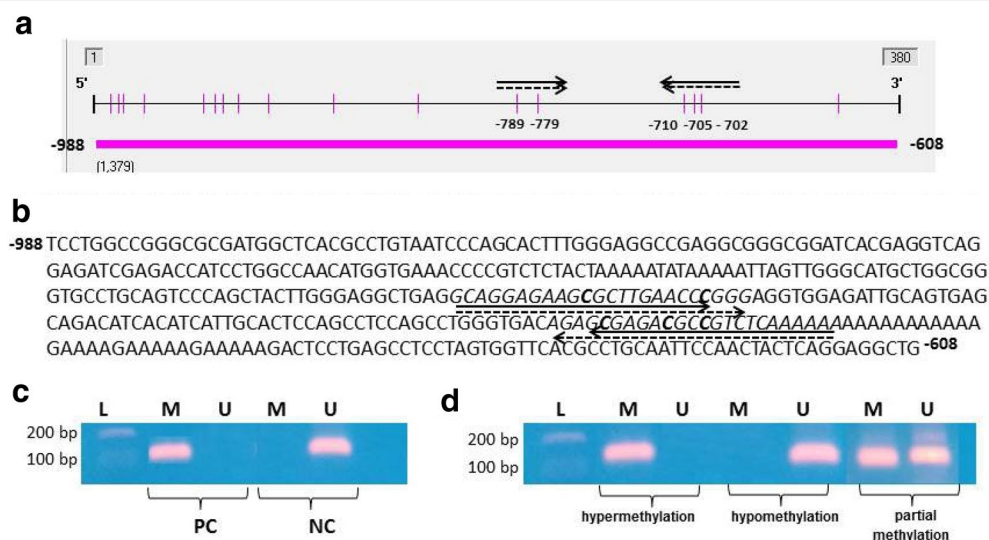 a
1
380
5'
3'
-789 -779
-710 -705 - 702
-988
-608
(1,379)
b
-988 TCCTGGCCGGGCGCGATGGCTCACGCCTGTAATCCCAGCACTTTGGGAGGCCGAGGCGGGCGGATCACGAGGTCAG
GAGATCGAGACCATCCTGGCCAACATGGTGAAACCCCGTCTCTACTAAAAATATAAAAATTAGTTGGGCATGCTGGCGG
GTGCCTGCAGTCCCAGCTACTTGGGAGGCTGAGGCAGGAGAAGCGCTTGAACCCGGGAGGTGGAGATTGCAGTGAG
CAGACATCACATCATTGCACTCCAGCCTCCAGCCTGGGTGACAGAGCGAGACGCCGTCTCAAAAAAAAAAAAAAAAAAA
GAAAAGAAAAAGAAAAAGACTCCTGAGCCTCCTAGTGGTTCACGCCTGCAATTCCAACTACTCAGGAGGCTG -608
c
L M U M U
200 bp
100 bp
PC NC
d
L M U M U M U
200 bp
100 bp
hypermethylation hypomethylation partial
methylation